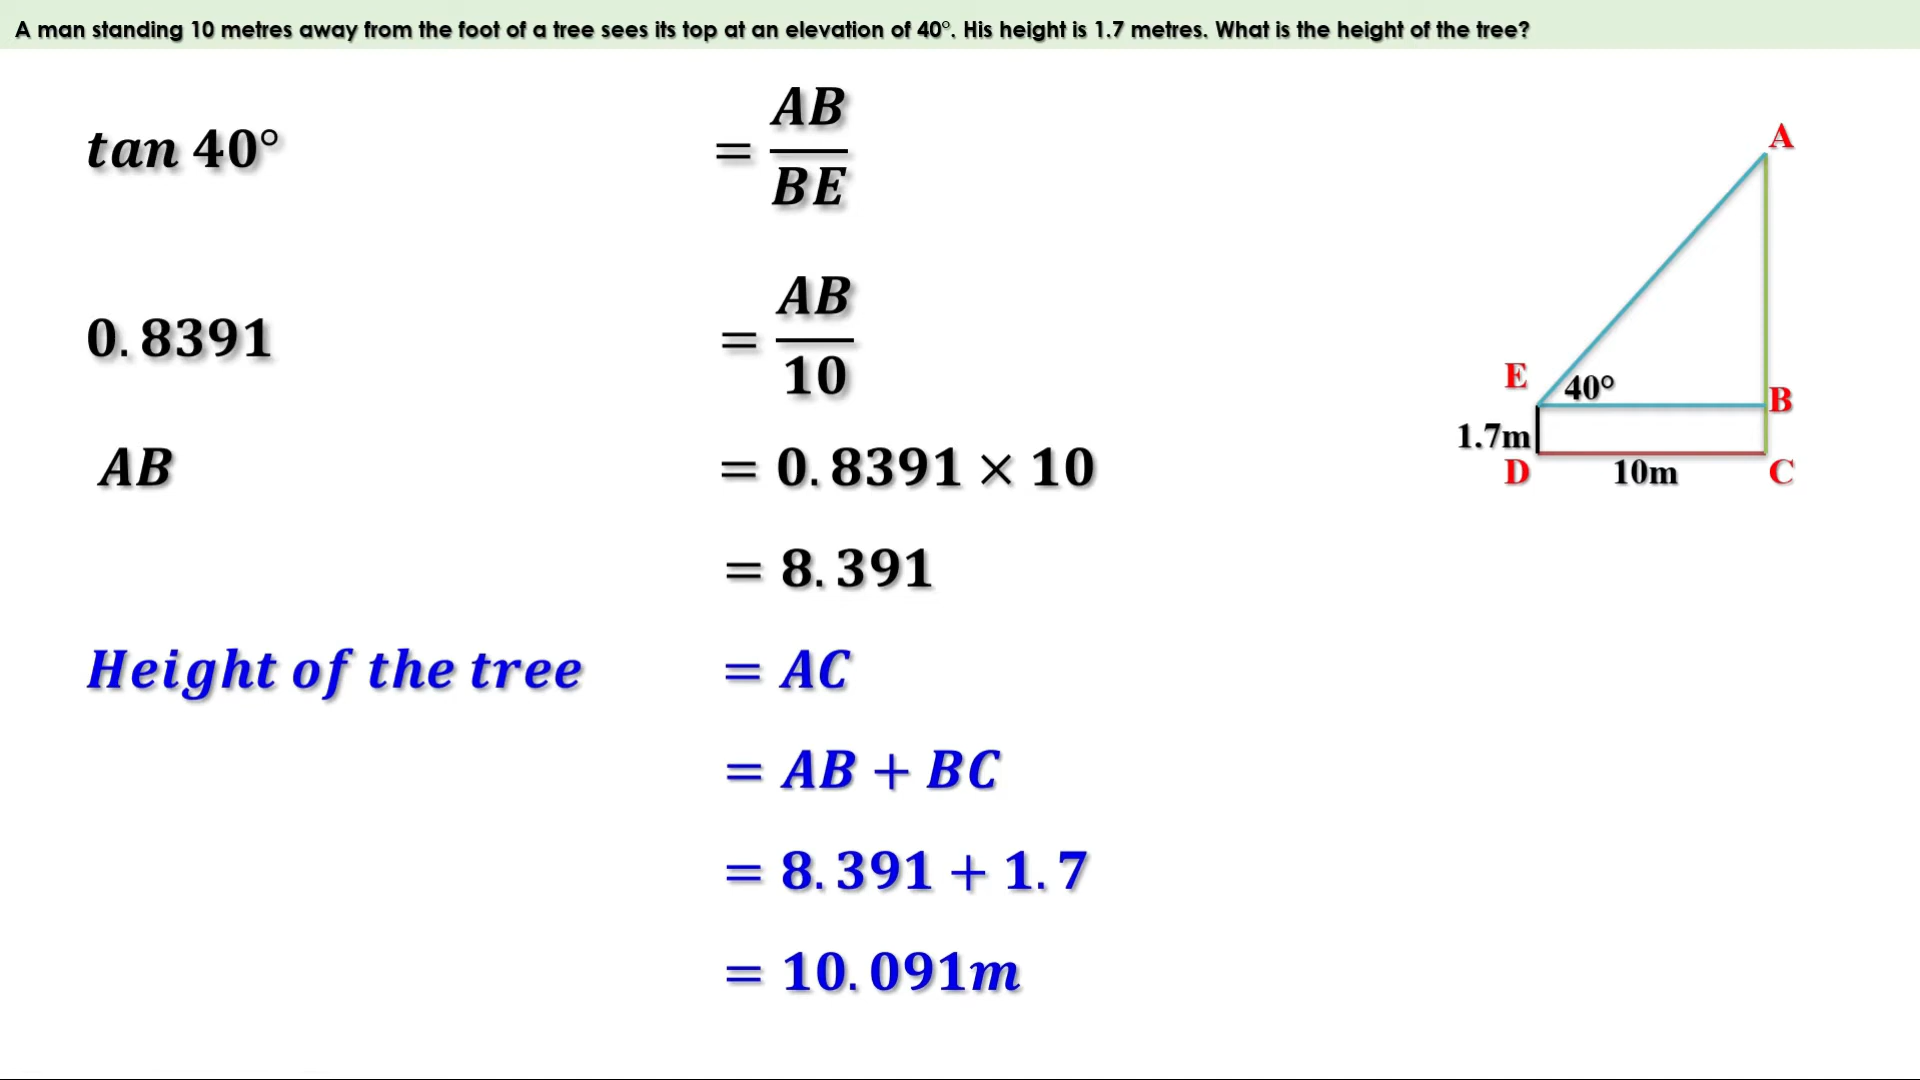 A man standing 10 metres away from the foot of a tree sees its top at an elevation of 40°. His height is 1.7 metres. What is the height of the tree?
tan 40° = AB/BE
0.8391 = AB/10
AB = 0.8391 × 10
= 8.391
Height of the tree = AC
= AB + BC
= 8.391 + 1.7
= 10.091m
A
E
40°
B
1.7m
D
10m
C